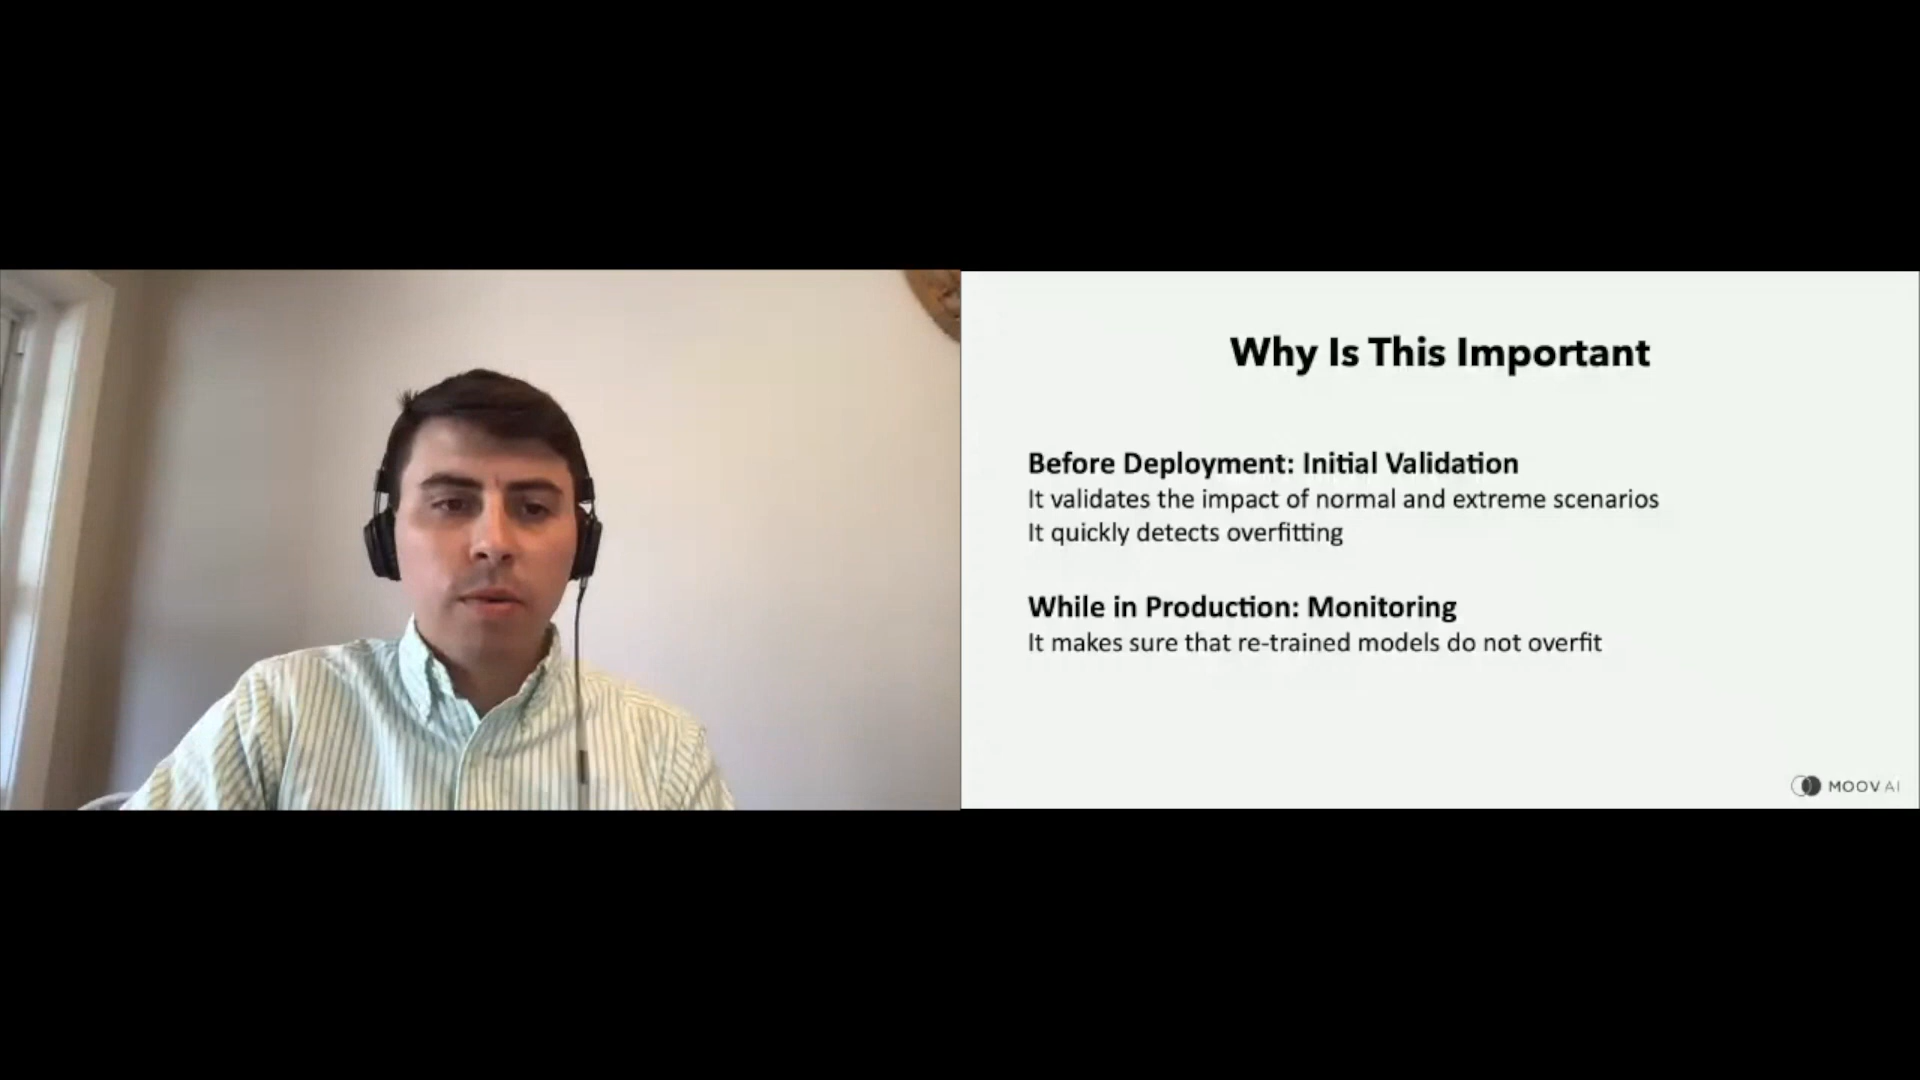 Why Is This Important
Before Deployment: Initial Validation
It validates the impact of normal and extreme scenarios
It quickly detects overfitting
While in Production: Monitoring
It makes sure that re-trained models do not overfit
MOOV AI